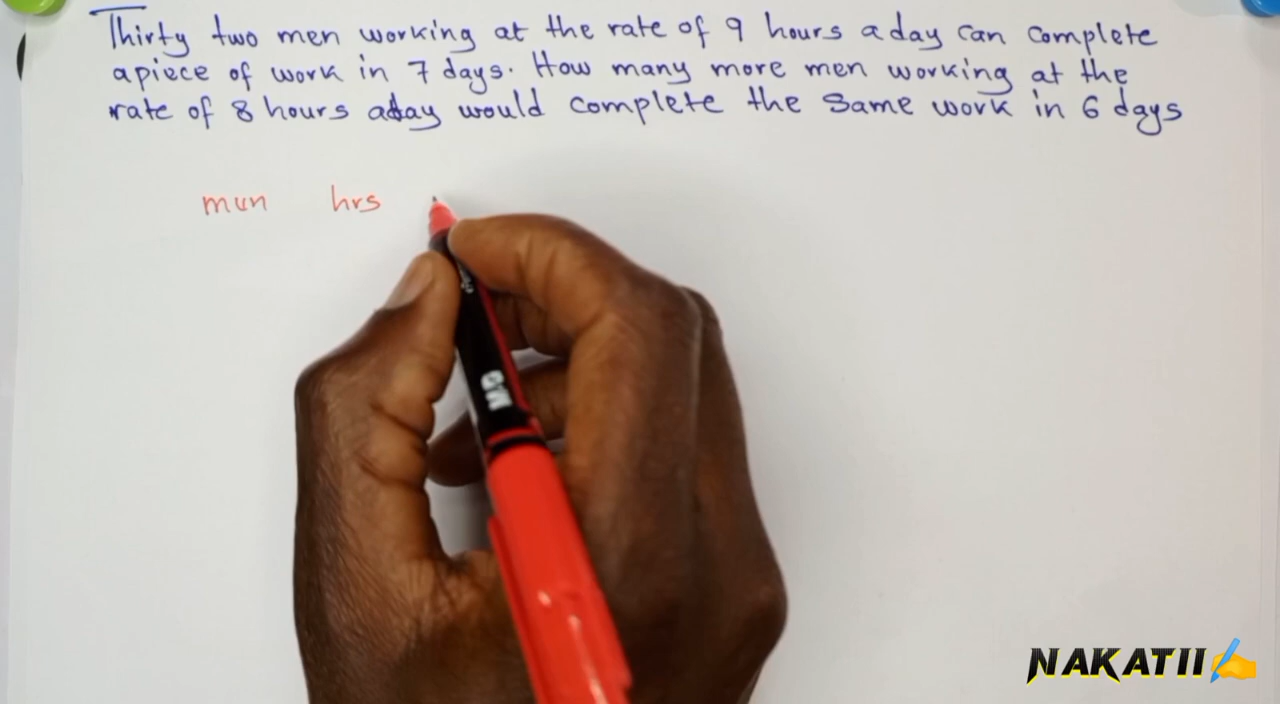 Thirty two men working at the rate of 9 hours a day can complete
a piece of work in 7 days. How many more men working at the
rate of 8 hours a day would complete the same work in 6 days
men hrs
NAKATII